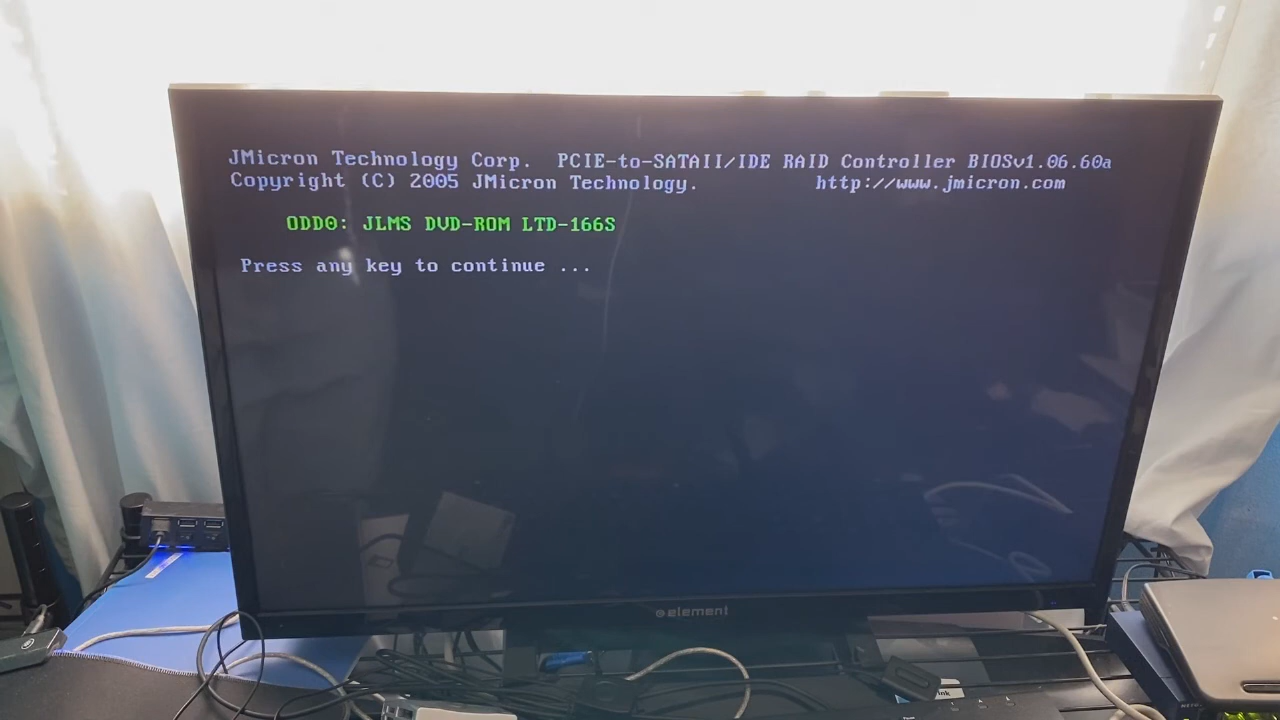 JMicron Technology Corp. PCIE-to-SATAII/IDE RAID Controller BIOSv1.06.60a
Copyright (C) 2005 JMicron Technology. http://www.jmicron.com
ODD0: JLMS DVD-ROM LTD-166S
Press any key to continue ...
element